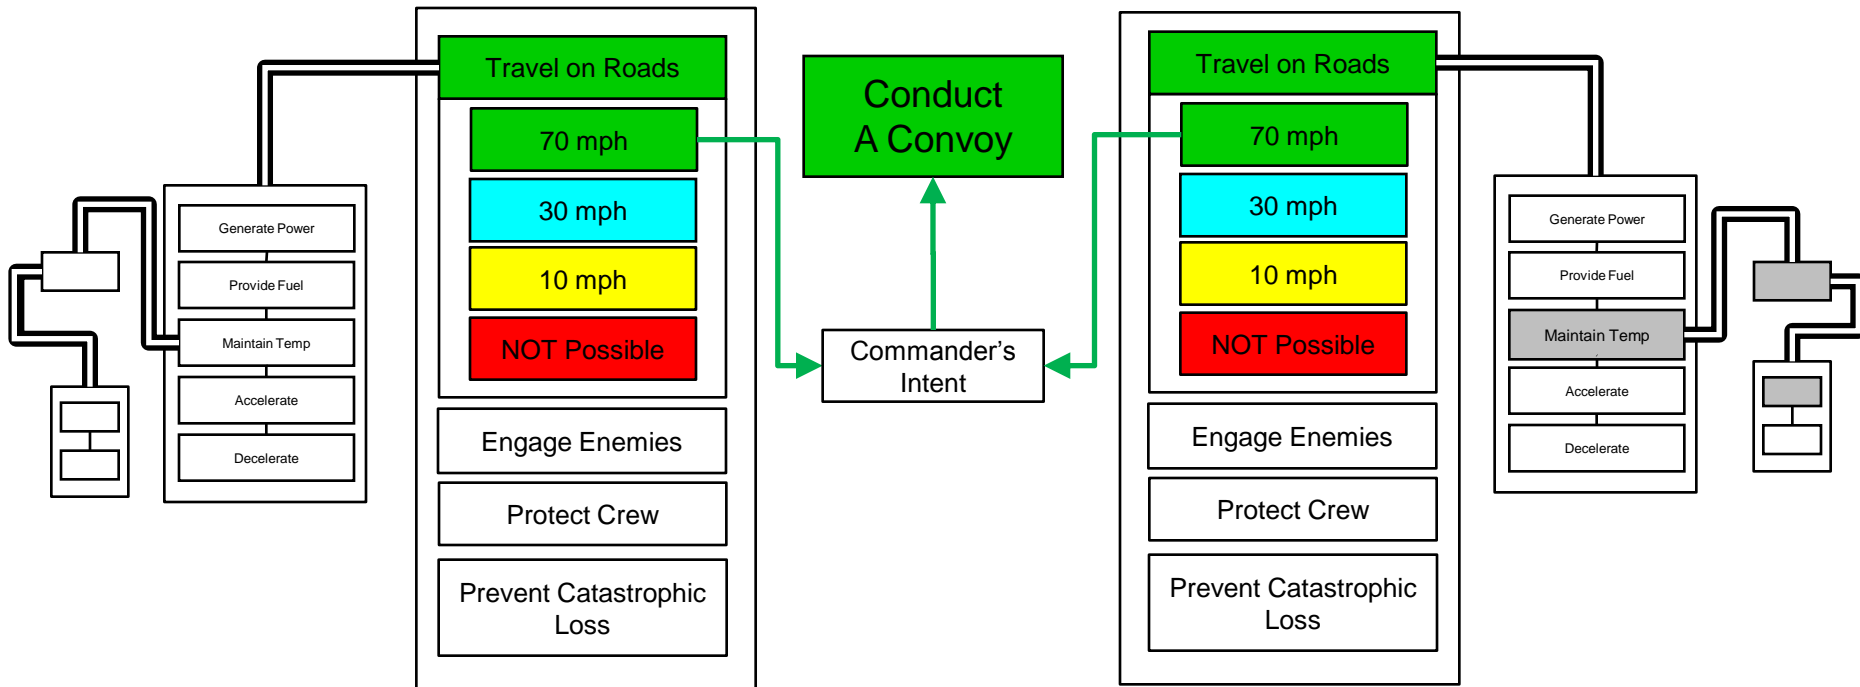 Travel on Roads
70 mph
30 mph
10 mph
NOT Possible
Engage Enemies
Protect Crew
Prevent Catastrophic
Loss
Generate Power
Provide Fuel
Maintain Temp
Accelerate
Decelerate
Conduct
A Convoy
Commander's
Intent
Travel on Roads
70 mph
30 mph
10 mph
NOT Possible
Engage Enemies
Protect Crew
Prevent Catastrophic
Loss
Generate Power
Provide Fuel
Maintain Temp
Accelerate
Decelerate